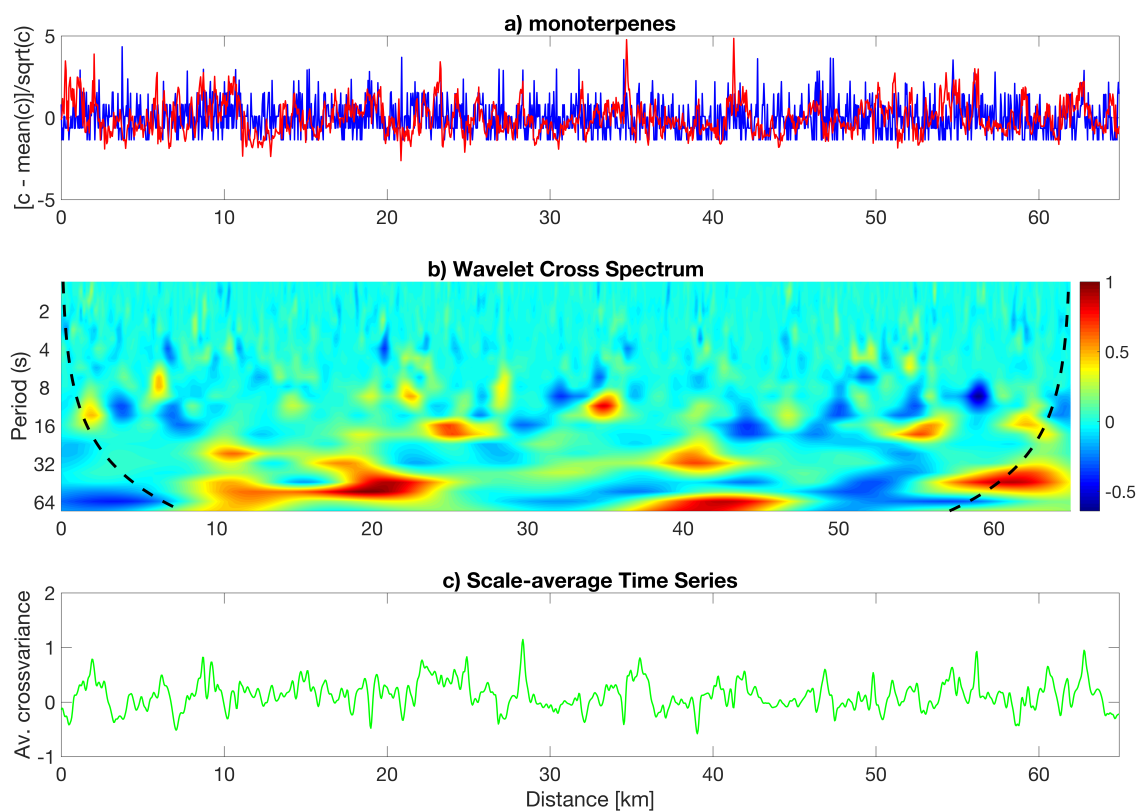 a) monoterpenes
[c - mean(c)]/sqrt(c)
5
0
-5
0 10 20 30 40 50 60
b) Wavelet Cross Spectrum
Period (s)
2
4
8
16
32
64
0 10 20 30 40 50 60
1
0.5
0
-0.5
c) Scale-average Time Series
Av. crossvariance
2
1
0
-1
0 10 20 30 40 50 60
Distance [km]